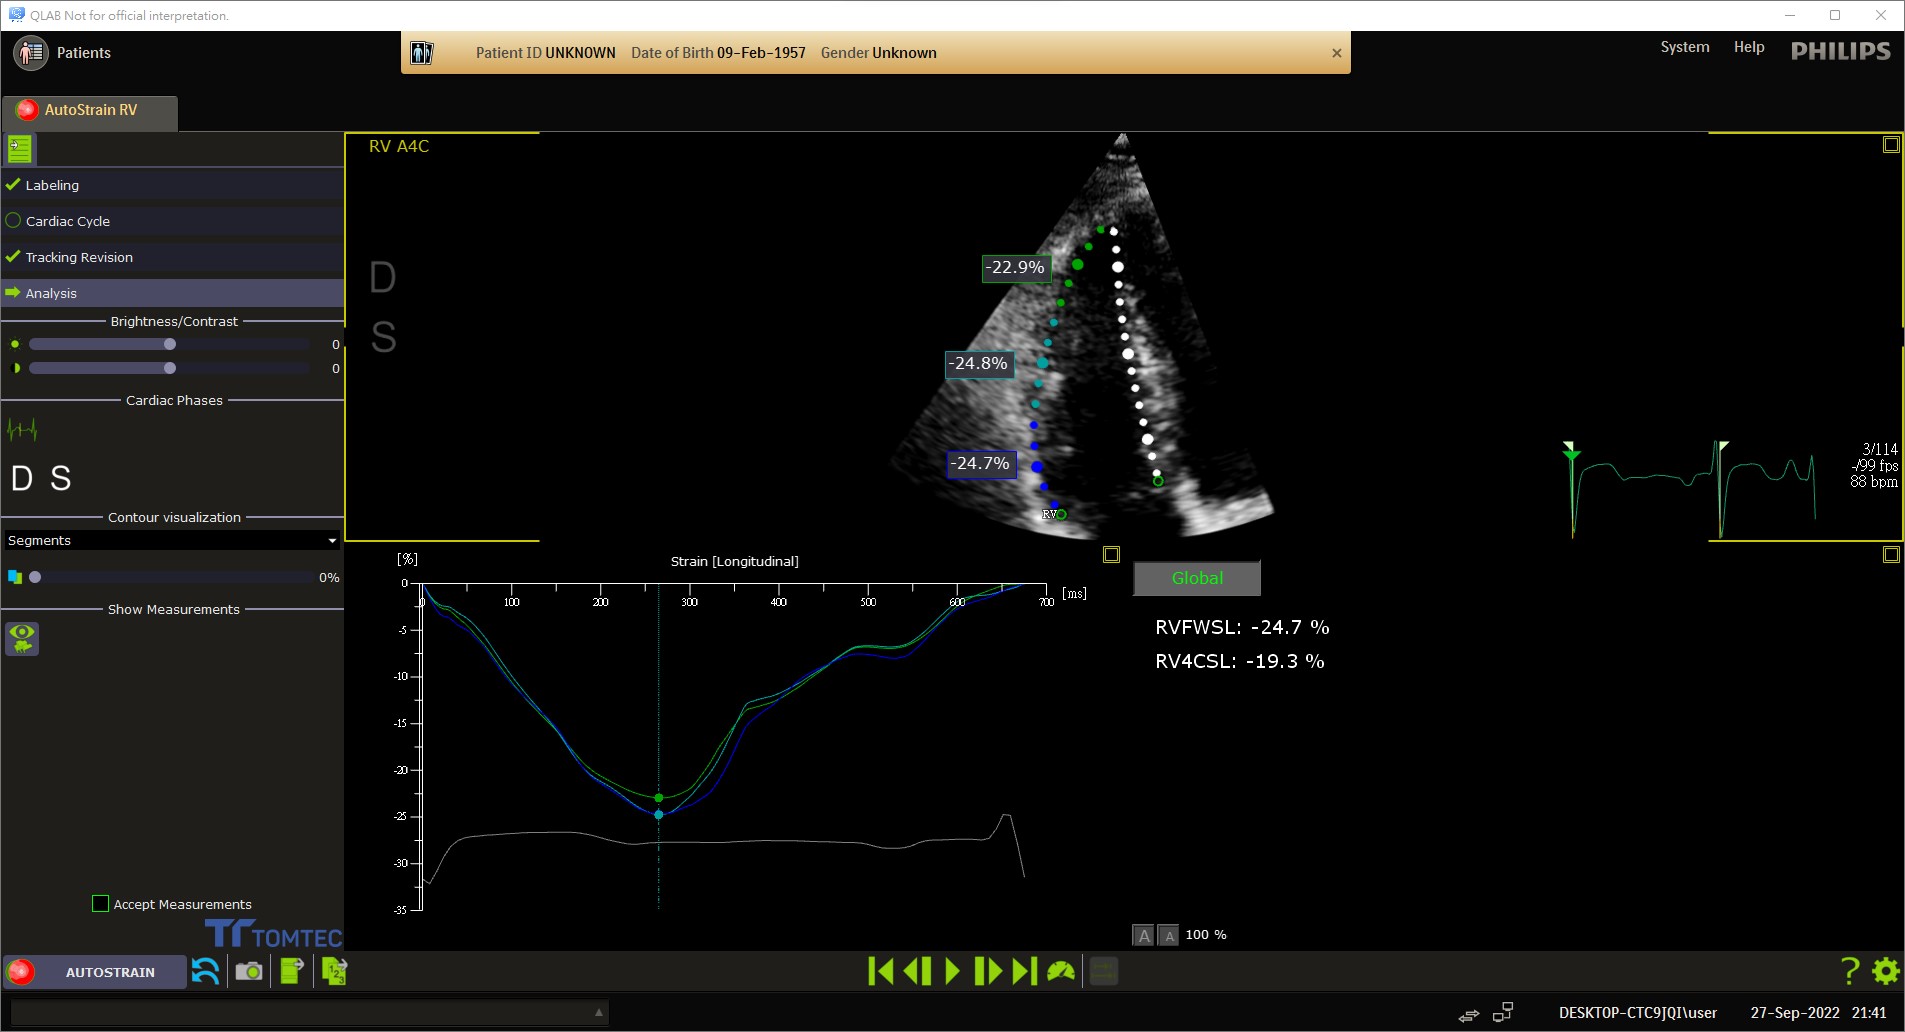 QLAB Not for official interpretation.
Patients
Patient ID UNKNOWN Date of Birth 09-Feb-1957 Gender Unknown
System Help PHILIPS
AutoStrain RV
Labeling
Cardiac Cycle
Tracking Revision
Analysis
Brightness/Contrast
0
0
Cardiac Phases
D S
Contour visualization
Segments
0%
Show Measurements
Accept Measurements
TOMTEC
RV A4C
D
S
-22.9%
-24.8%
-24.7%
RV
3/114
-/99 fps
88 bpm
[%]
Strain [Longitudinal]
0
0 100 200 300 400 500 600 700 [ms]
-5
-10
-15
-20
-25
-30
-35
Global
RVFWSL: -24.7 %
RV4CSL: -19.3 %
A A 100 %
AUTOSTRAIN
1 2 3
?
DESKTOP-CTC9JQI\user 27-Sep-2022 21:41